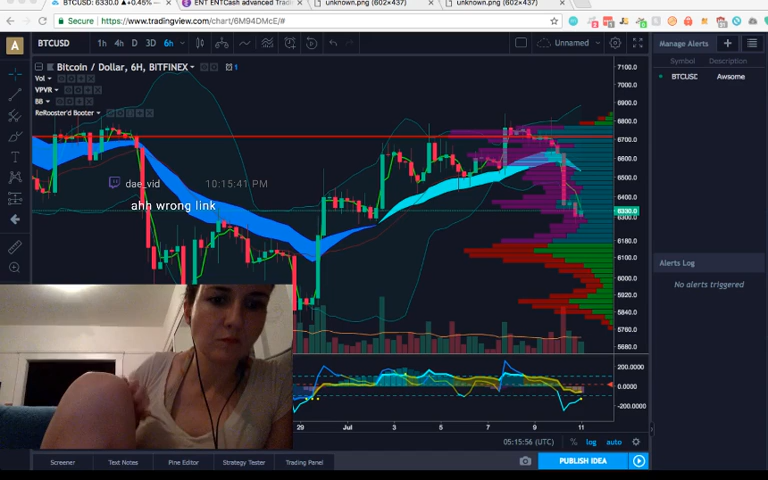 BTCUSD: 6330.0 ▲+0.45%
ENT ENTCash advanced Tradi
unknown.png (602×437)
unknown.png (602×437)
Secure
https://www.tradingview.com/chart/6M94DMcE/#
A
BTCUSD
1h 4h D 3D 6h
Unnamed
Manage Alerts
Symbol Description
BTCUSD Awsome
Bitcoin / Dollar, 6H, BITFINEX
1
Vol
VPVR
BB
ReRooster'd Booter
dae_vid 10:15:41 PM
ahh wrong link
7100.0
6900.0
6800.0
6700.0
6600.0
6500.0
6400.0
6330.0
6300.0
6180.0
6080.0
6000.0
5920.0
5840.0
5760.0
5680.0
Alerts Log
No alerts triggered
200.0000
0.0000
-200.0000
29 Jul 3 5 7 9 11
05:15:56 (UTC) % log auto
Screener Text Notes Pine Editor Strategy Tester Trading Panel
PUBLISH IDEA